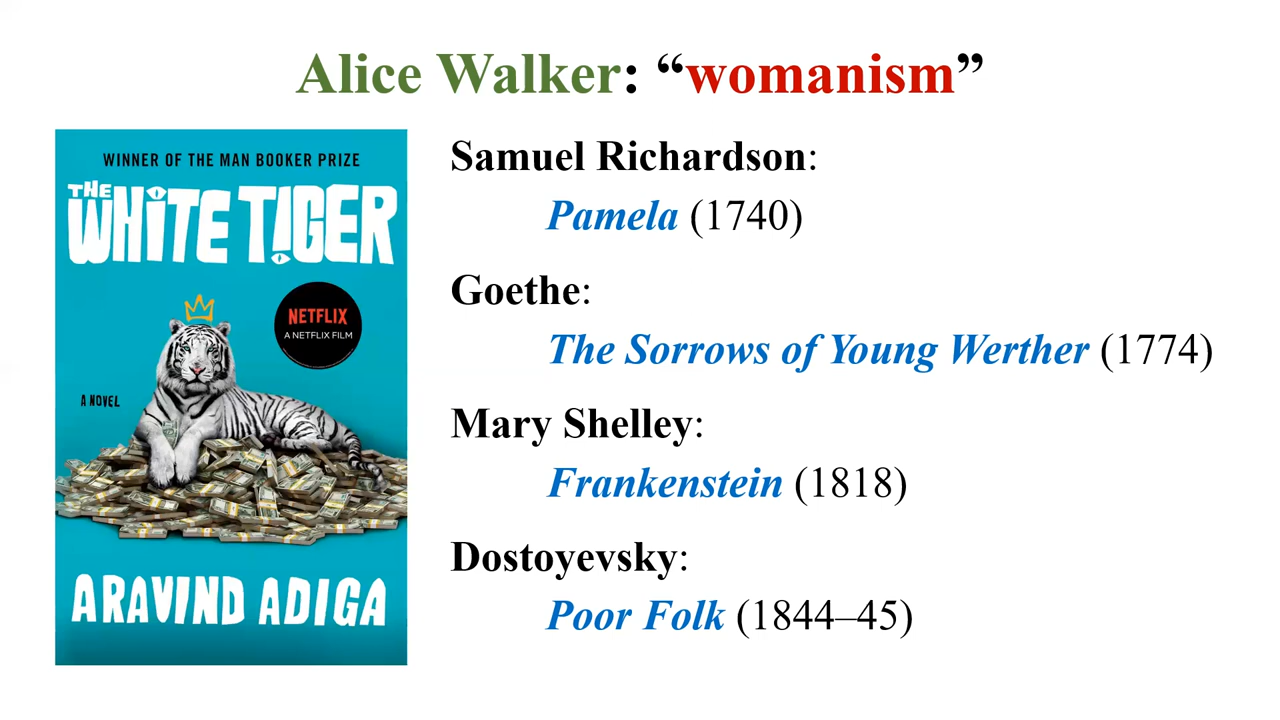 Alice Walker: “womanism”
WINNER OF THE MAN BOOKER PRIZE
THE
WHITE TIGER
NETFLIX
A NETFLIX FILM
A NOVEL
ARAVIND ADIGA
Samuel Richardson:
Pamela (1740)
Goethe:
The Sorrows of Young Werther (1774)
Mary Shelley:
Frankenstein (1818)
Dostoyevsky:
Poor Folk (1844–45)